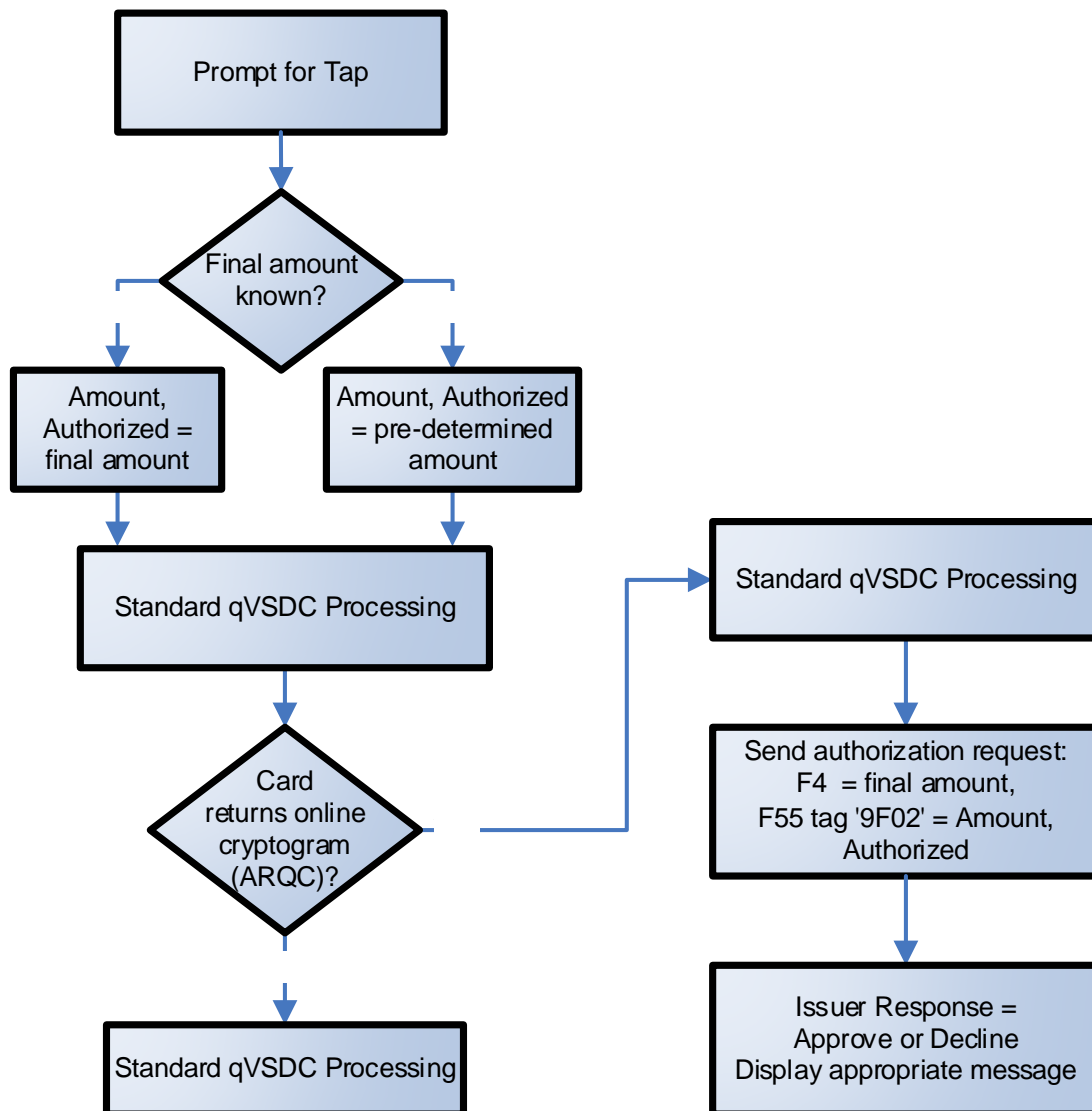 Prompt for Tap
Final amount
known?
Amount,
Authorized =
final amount
Amount, Authorized
= pre-determined
amount
Standard qVSDC Processing
Card
returns online
cryptogram
(ARQC)?
Standard qVSDC Processing
Standard qVSDC Processing
Send authorization request:
F4 = final amount,
F55 tag '9F02' = Amount,
Authorized
Issuer Response =
Approve or Decline
Display appropriate message